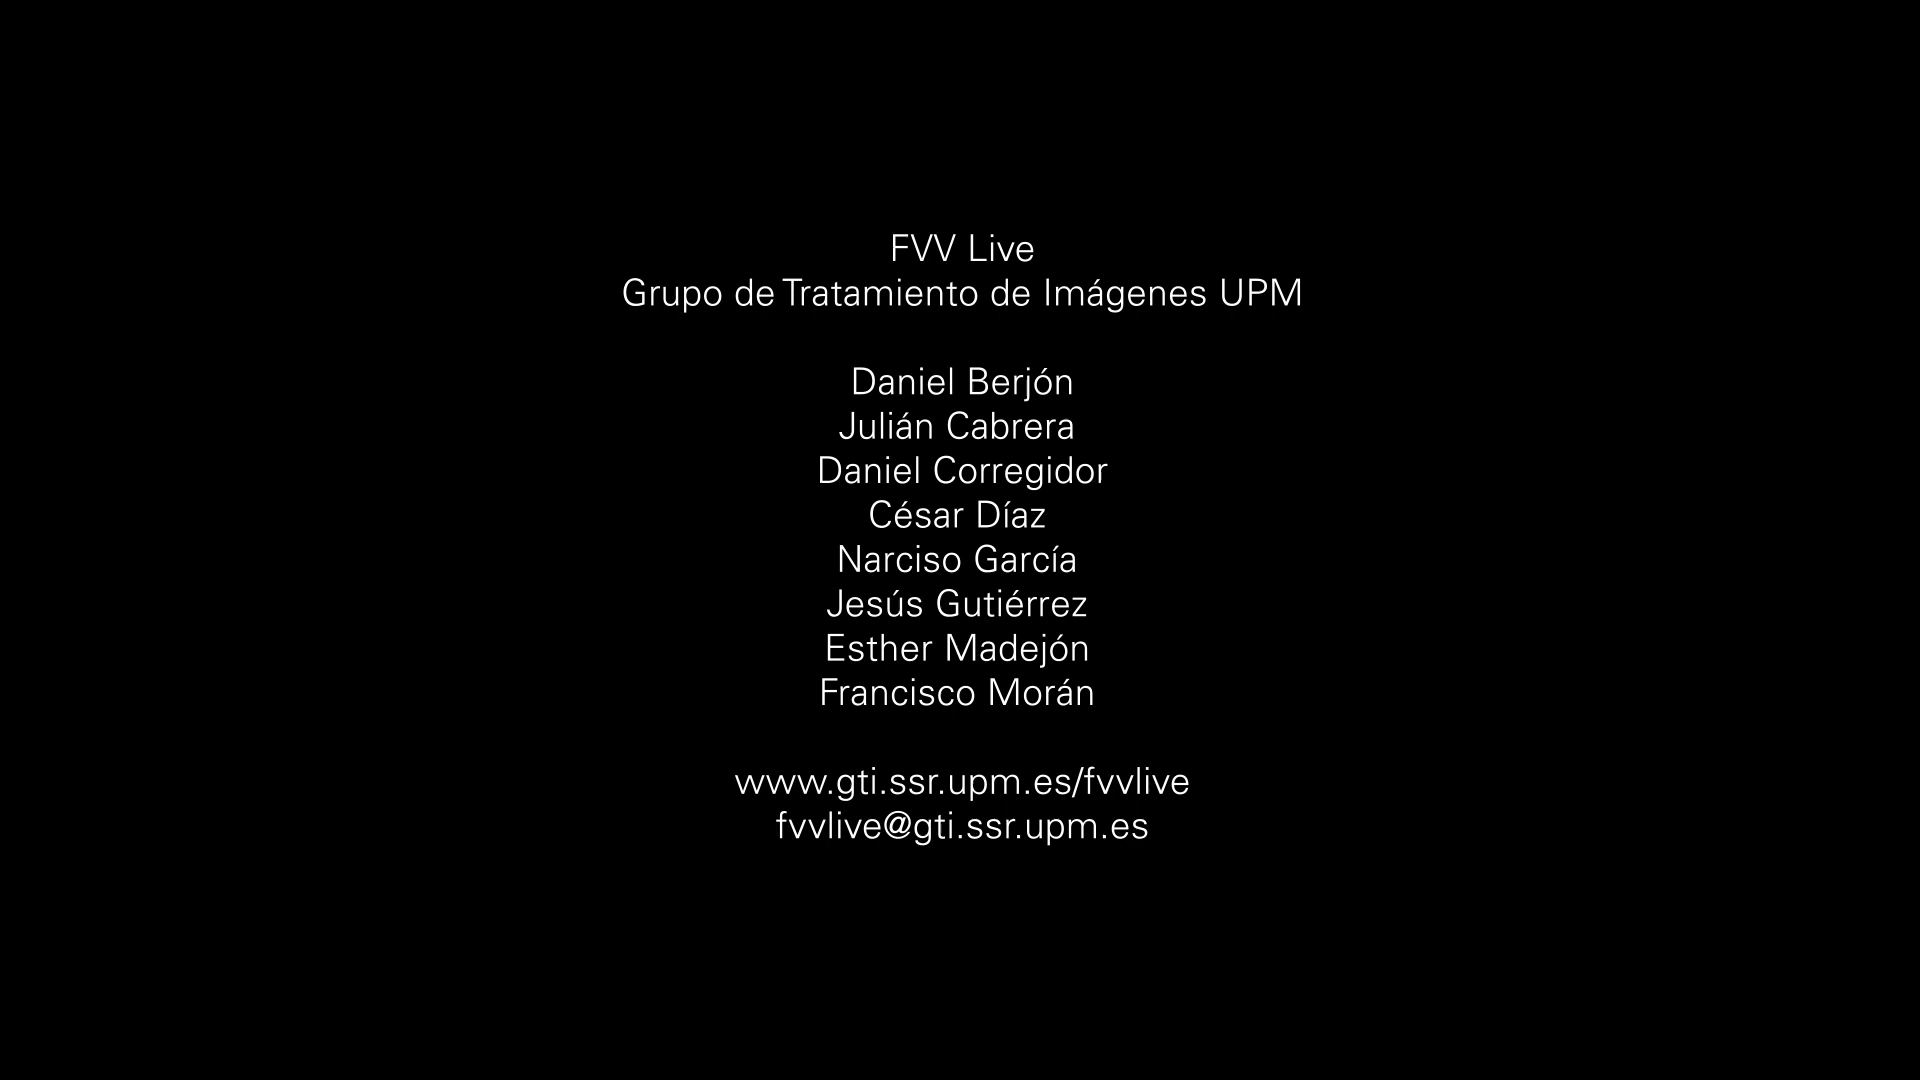 FVV Live
Grupo de Tratamiento de Imágenes UPM
Daniel Berjón
Julián Cabrera
Daniel Corregidor
César Díaz
Narciso García
Jesús Gutiérrez
Esther Madejón
Francisco Morán
www.gti.ssr.upm.es/fvvlive
fvvlive@gti.ssr.upm.es